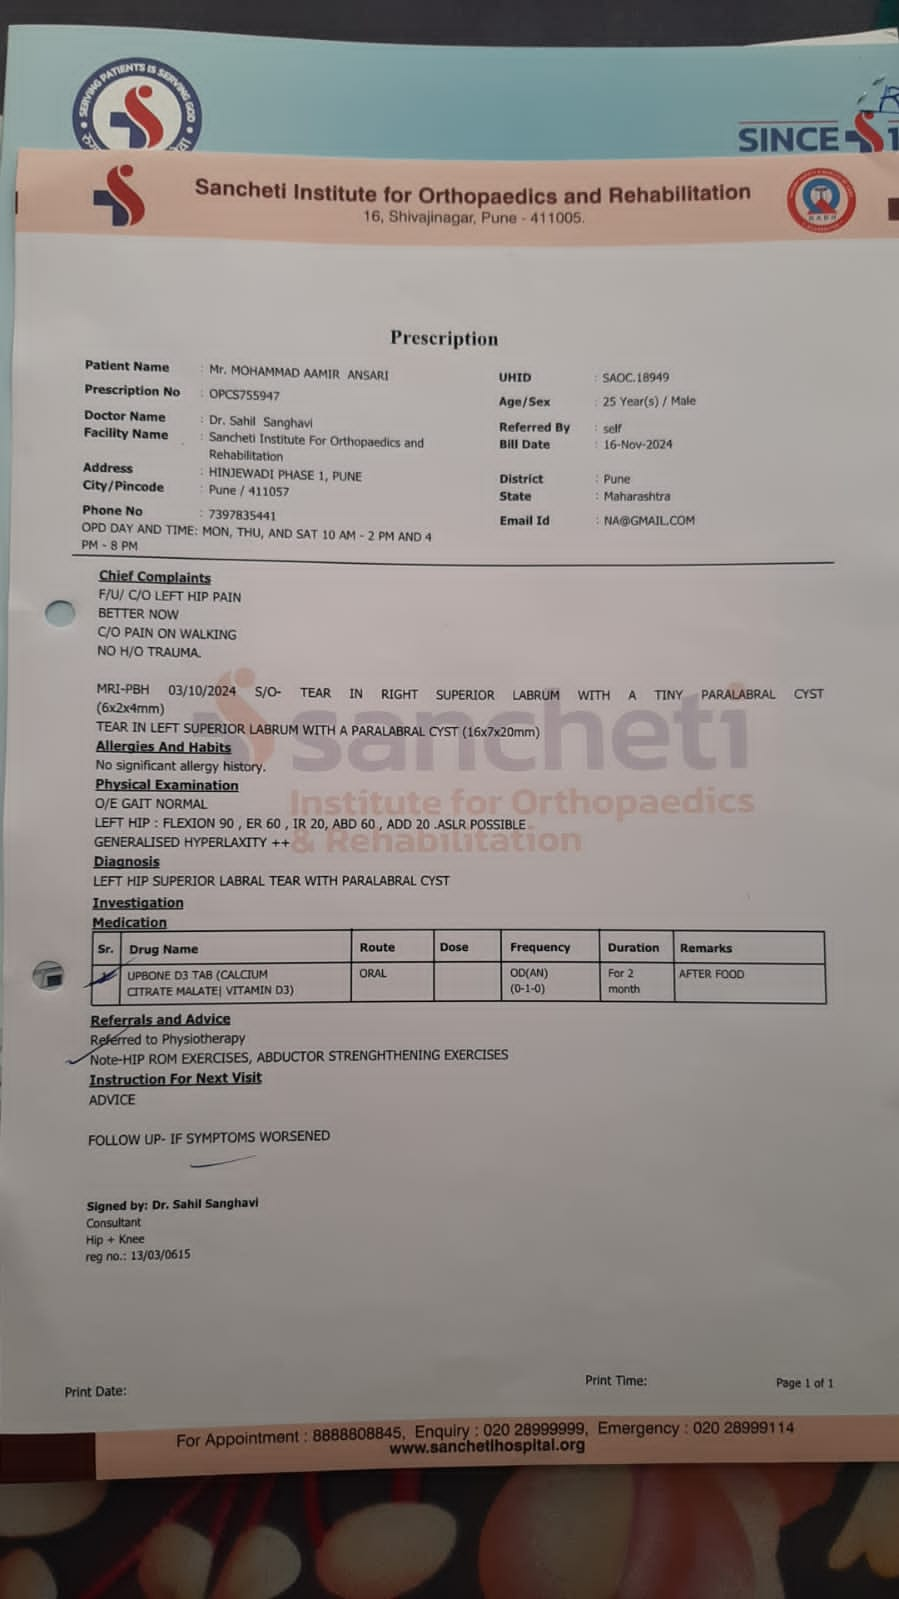 SERVING PATIENTS IS SERVING GOD
SINCE
Sancheti Institute for Orthopaedics and Rehabilitation
16, Shivajinagar, Pune - 411005.
Prescription
Patient Name : Mr. MOHAMMAD AAMIR ANSARI
UHID : SAOC.18949
Prescription No : OPCS755947
Age/Sex : 25 Year(s) / Male
Doctor Name : Dr. Sahil Sanghavi
Referred By : self
Facility Name : Sancheti Institute For Orthopaedics and
Rehabilitation
Bill Date : 16-Nov-2024
Address : HINJEWADI PHASE 1, PUNE
District : Pune
City/Pincode : Pune / 411057
State : Maharashtra
Phone No : 7397835441
Email Id : NA@GMAIL.COM
OPD DAY AND TIME: MON, THU, AND SAT 10 AM - 2 PM AND 4
PM - 8 PM
Chief Complaints
F/U/ C/O LEFT HIP PAIN
BETTER NOW
C/O PAIN ON WALKING
NO H/O TRAUMA.
MRI-PBH 03/10/2024 S/O- TEAR IN RIGHT SUPERIOR LABRUM WITH A TINY PARALABRAL CYST
(6x2x4mm)
TEAR IN LEFT SUPERIOR LABRUM WITH A PARALABRAL CYST (16x7x20mm)
sancheti
Institute for Orthopaedics
& Rehabilitation
Allergies And Habits
No significant allergy history.
Physical Examination
O/E GAIT NORMAL
LEFT HIP : FLEXION 90 , ER 60 , IR 20, ABD 60 , ADD 20 .ASLR POSSIBLE
GENERALISED HYPERLAXITY ++
Diagnosis
LEFT HIP SUPERIOR LABRAL TEAR WITH PARALABRAL CYST
Investigation
Medication
Sr. Drug Name Route Dose Frequency Duration Remarks
UPBONE D3 TAB (CALCIUM ORAL OD(AN) For 2 AFTER FOOD
CITRATE MALATE| VITAMIN D3) (0-1-0) month
Referrals and Advice
Referred to Physiotherapy
Note-HIP ROM EXERCISES, ABDUCTOR STRENGHTHENING EXERCISES
Instruction For Next Visit
ADVICE
FOLLOW UP- IF SYMPTOMS WORSENED
Signed by: Dr. Sahil Sanghavi
Consultant
Hip + Knee
reg no.: 13/03/0615
Print Date:
Print Time:
Page 1 of 1
For Appointment : 8888808845, Enquiry : 020 28999999, Emergency : 020 28999114
www.sanchetihospital.org